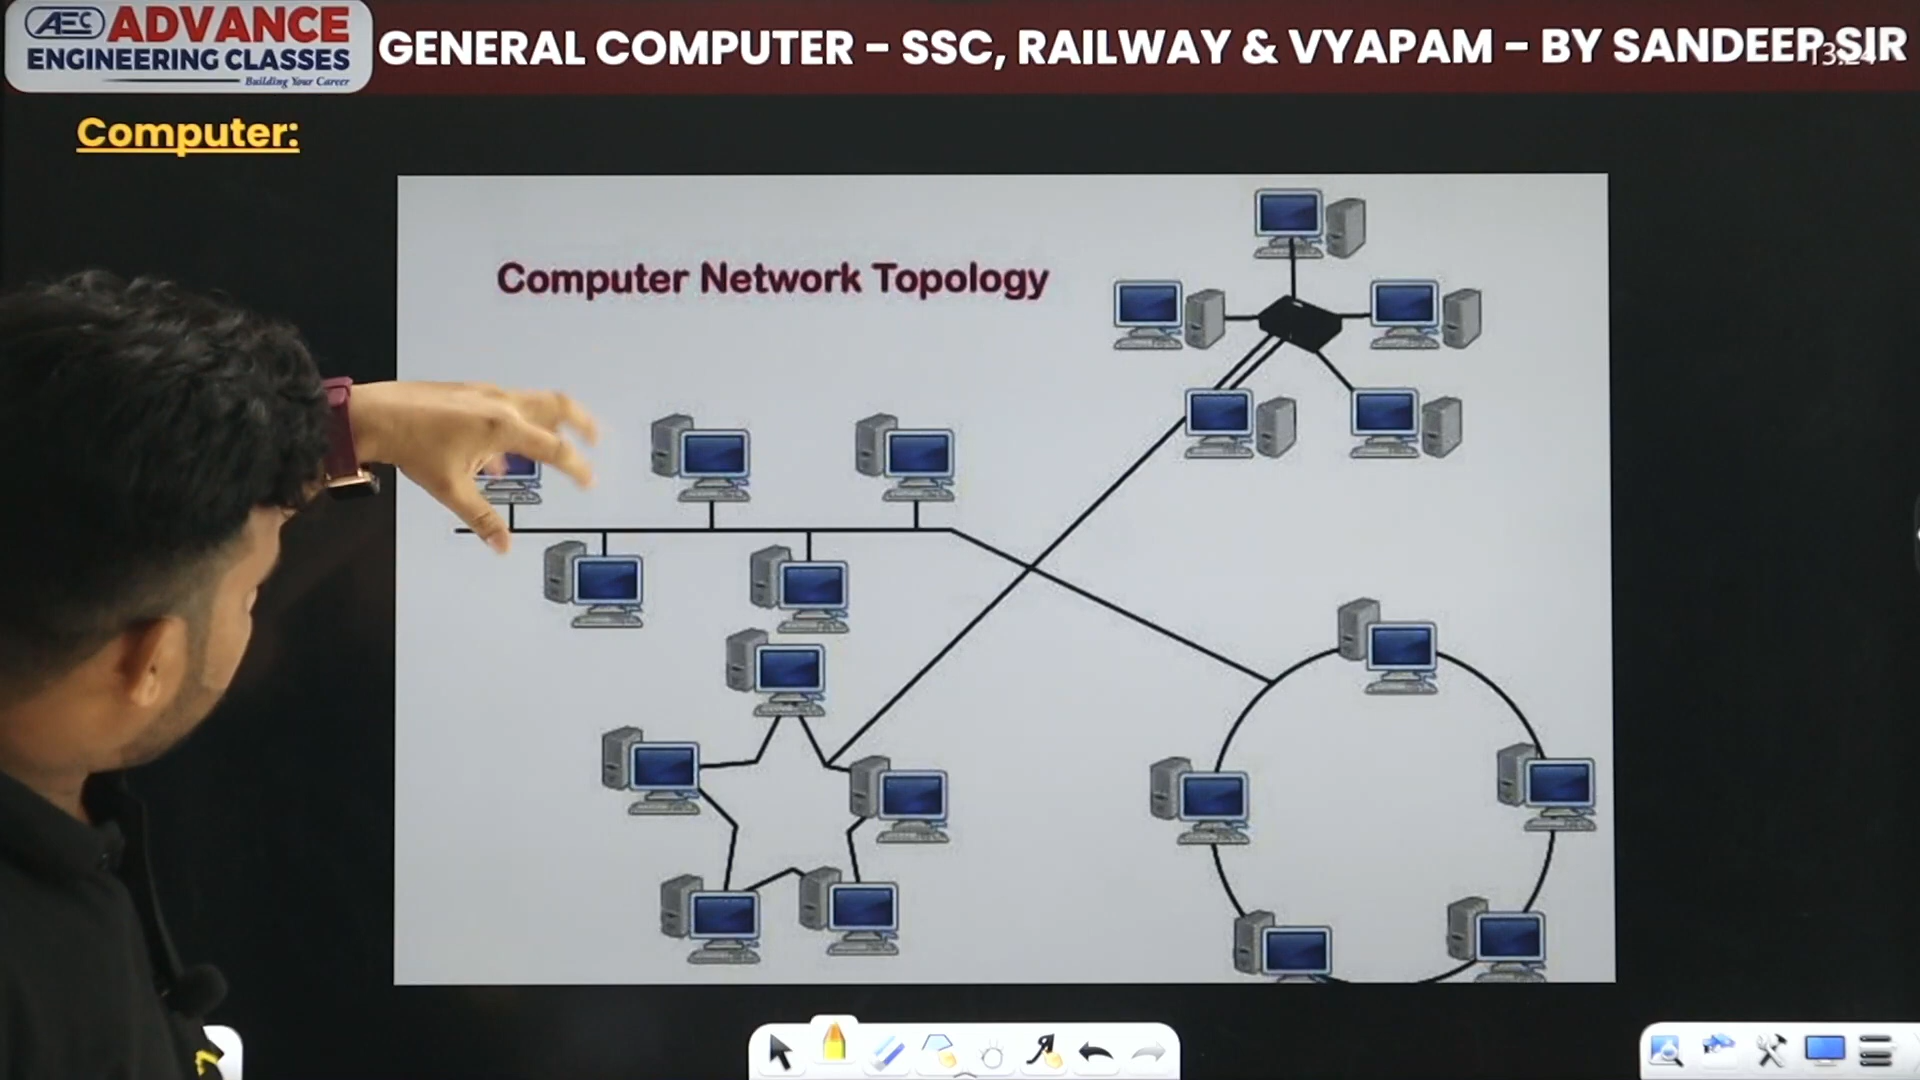 AEC ADVANCE
ENGINEERING CLASSES
Building Your Career
GENERAL COMPUTER - SSC, RAILWAY & VYAPAM - BY SANDEEP SIR
Computer:
Computer Network Topology